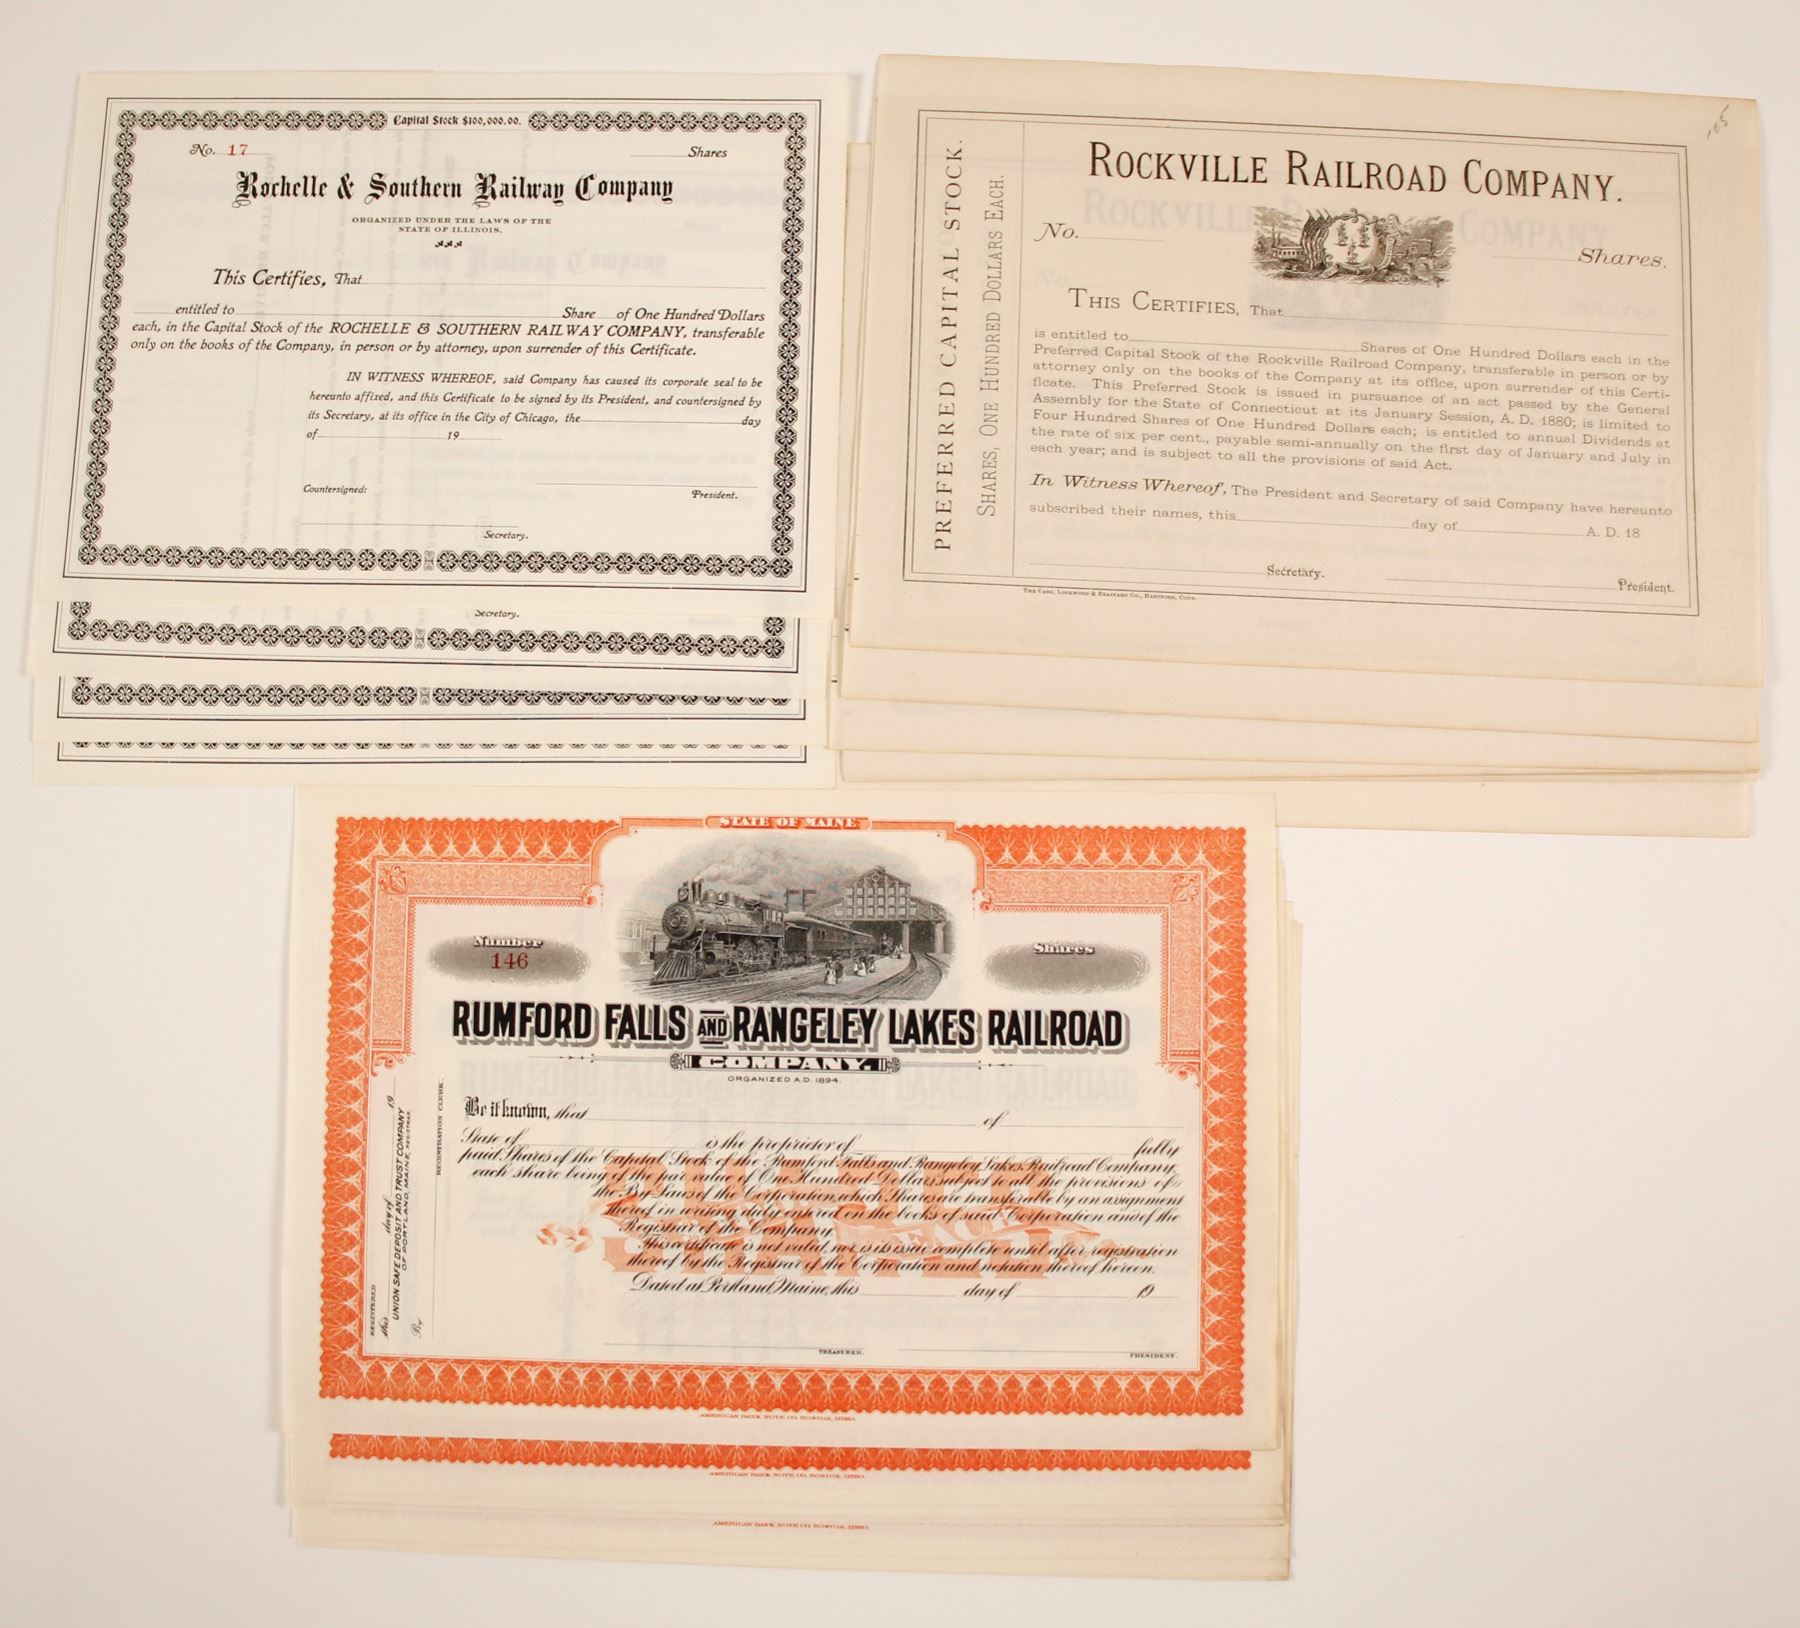 Capital Stock $100,000.00.
No. 17 Shares
Rochelle & Southern Railway Company
ORGANIZED UNDER THE LAWS OF THE
STATE OF ILLINOIS.
This Certifies, That
entitled to Share of One Hundred Dollars
each, in the Capital Stock of the ROCHELLE & SOUTHERN RAILWAY COMPANY, transferable
only on the books of the Company, in person or by attorney, upon surrender of this Certificate.
IN WITNESS WHEREOF, said Company has caused its corporate seal to be
hereunto affixed, and this Certificate to be signed by its President, and countersigned by
its Secretary, at its office in the City of Chicago, the day
of 19
Countersigned:
President.
Secretary.
Secretary.
PREFERRED CAPITAL STOCK.
SHARES, ONE HUNDRED DOLLARS EACH.
.05
ROCKVILLE RAILROAD COMPANY.
No.
Shares.
THIS CERTIFIES, That
is entitled to Shares of One Hundred Dollars each in the
Preferred Capital Stock of the Rockville Railroad Company, transferable in person or by
attorney only on the books of the Company at its office, upon surrender of this Certi-
ficate. This Preferred Stock is issued in pursuance of an act passed by the General
Assembly for the State of Connecticut at its January Session, A. D. 1880; is limited to
Four Hundred Shares of One Hundred Dollars each; is entitled to annual Dividends at
the rate of six per cent., payable semi-annually on the first day of January and July in
each year; and is subject to all the provisions of said Act.
In Witness Whereof, The President and Secretary of said Company have hereunto
subscribed their names, this day of A. D. 18
Secretary. President.
THE CASE, LOCKWOOD & BRAINARD CO., HARTFORD, CONN.
STATE OF MAINE
Number
146
Shares
RUMFORD FALLS AND RANGELEY LAKES RAILROAD
COMPANY.
ORGANIZED A.D. 1894.
Be it known, that of
State of is the proprietor of fully
paid Shares of the Capital Stock of the Rumford Falls and Rangeley Lakes Railroad Company,
each share being of the par value of One Hundred Dollars subject to all the provisions of
the By-Laws of the Corporation, which Shares are transferable by an assignment
thereof in writing duly entered on the books of said Corporation and of the
Registrar of the Company.
This certificate is not valid, nor is its issue complete until after registration
thereof by the Registrar of the Corporation and notation thereof hereon.
Dated at Portland, Maine, this day of 19
TREASURER. PRESIDENT.
REGISTERED
this day of 19
UNION SAFE DEPOSIT AND TRUST COMPANY
OF PORTLAND, MAINE, REGISTRAR.
By
REGISTRATION CLERK.
AMERICAN BANK NOTE CO. BOSTON, LITHO.
AMERICAN BANK NOTE CO. BOSTON, LITHO.
AMERICAN BANK NOTE CO. BOSTON, LITHO.